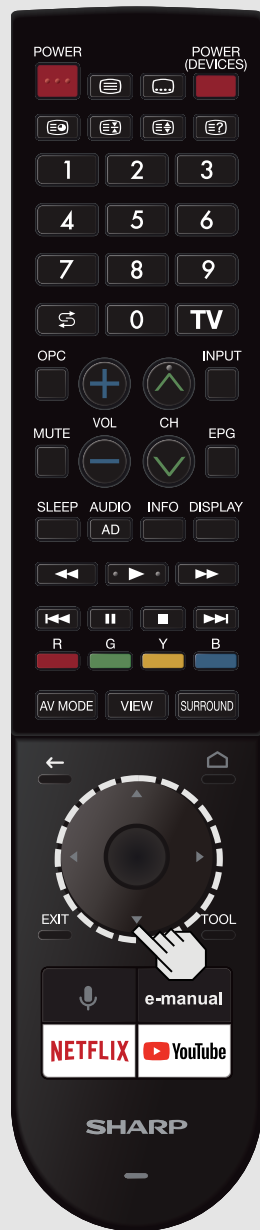 POWER POWER
(DEVICES)
1 2 3
4 5 6
7 8 9
0 TV
OPC INPUT
MUTE VOL CH EPG
SLEEP AUDIO INFO DISPLAY
AD
R G Y B
AV MODE VIEW SURROUND
EXIT TOOL
e-manual
NETFLIX YouTube
SHARP